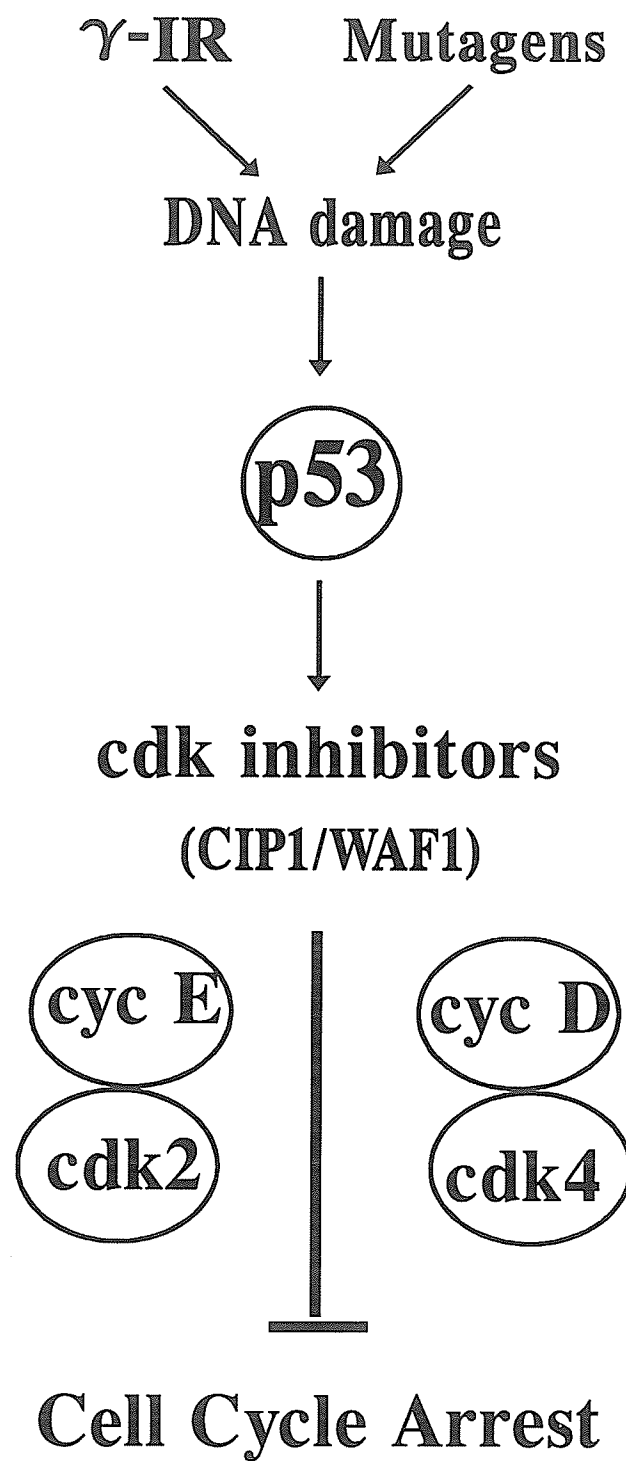 γ-IR Mutagens
DNA damage
p53
cdk inhibitors
(CIP1/WAF1)
cyc E cyc D
cdk2 cdk4
Cell Cycle Arrest